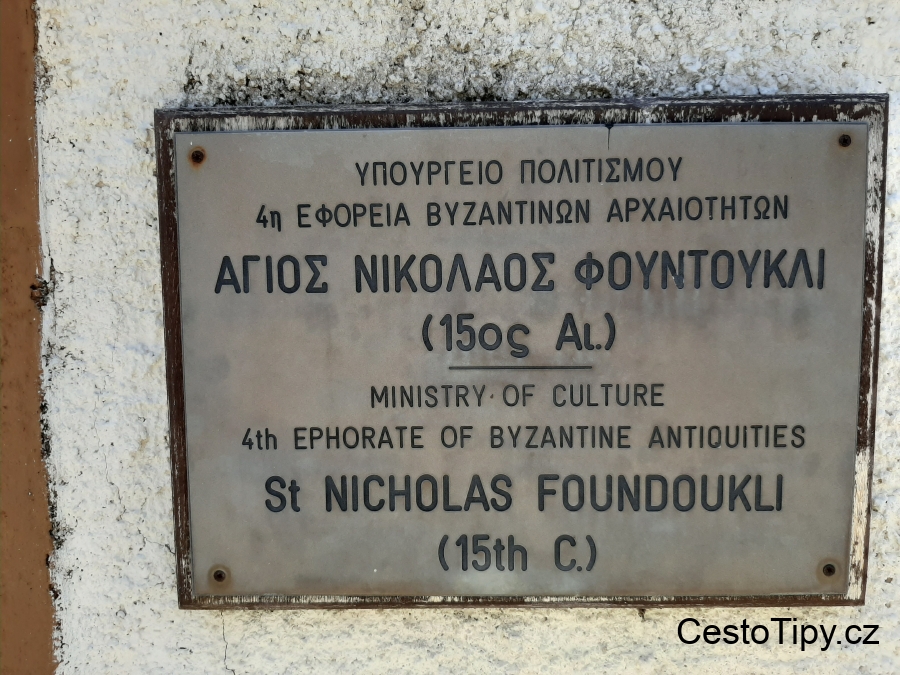 ΥΠΟΥΡΓΕΙΟ ΠΟΛΙΤΙΣΜΟΥ
4η ΕΦΟΡΕΙΑ ΒΥΖΑΝΤΙΝΩΝ ΑΡΧΑΙΟΤΗΤΩΝ
ΑΓΙΟΣ ΝΙΚΟΛΑΟΣ ΦΟΥΝΤΟΥΚΛΙ
(15ος Αι.)
MINISTRY OF CULTURE
4th EPHORATE OF BYZANTINE ANTIQUITIES
St NICHOLAS FOUNDOUKLI
(15th C.)
CestoTipy.cz